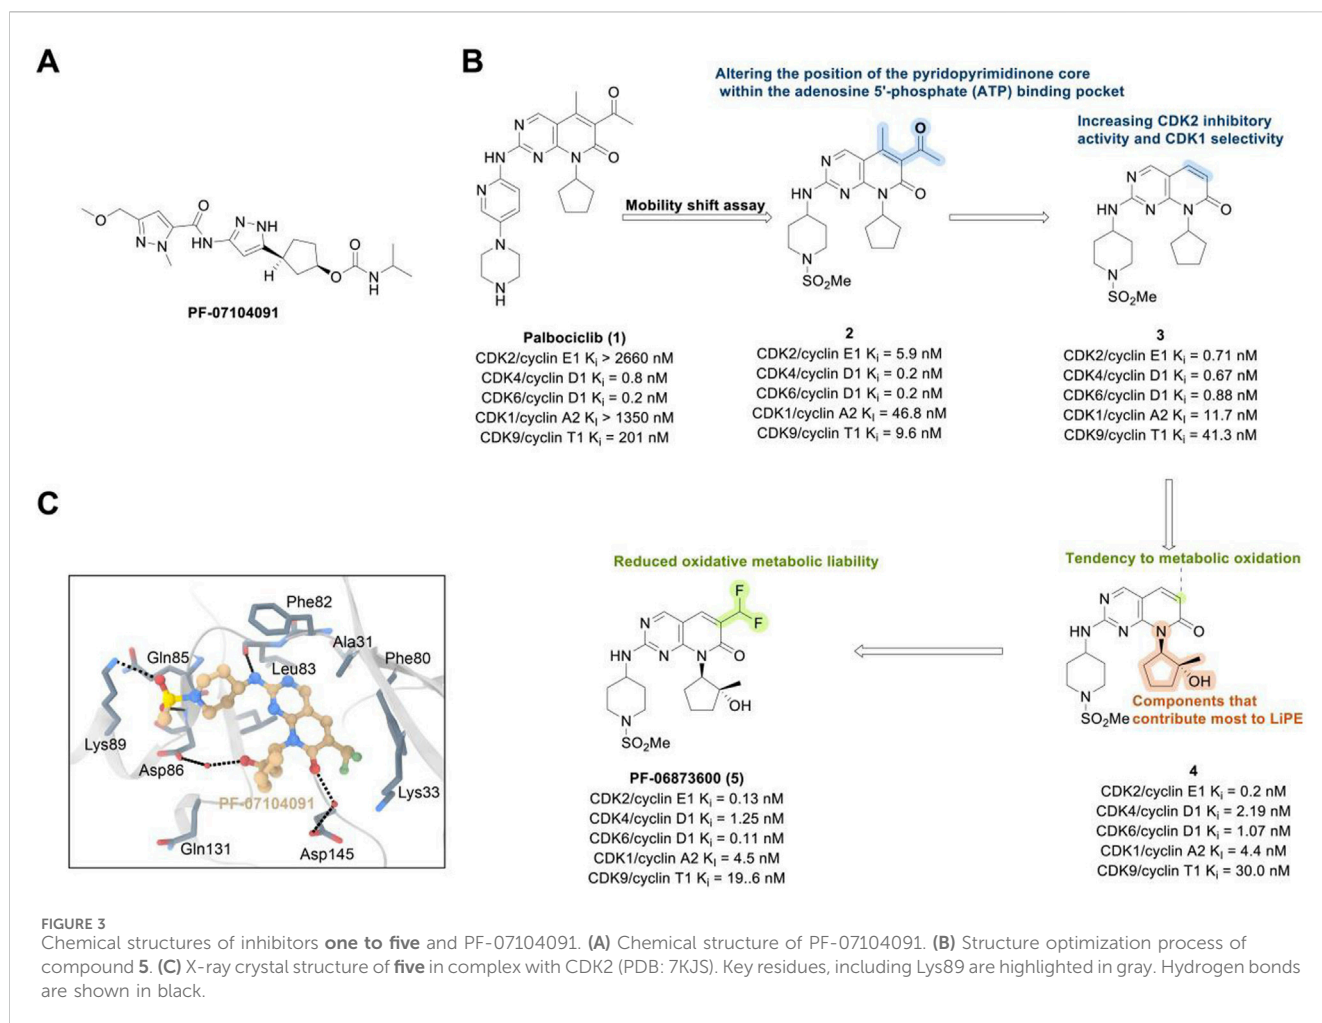 A
O
O
N
N
N
H
N
NH
H
O
O
N
H
PF-07104091
B
N
N
N
O
O
NH
N
N
N
H
Palbociclib (1)
CDK2/cyclin E1 Ki > 2660 nM
CDK4/cyclin D1 Ki = 0.8 nM
CDK6/cyclin D1 Ki = 0.2 nM
CDK1/cyclin A2 KI > 1350 nM
CDK9/cyclin T1 Ki = 201 nM
Mobility shift assay
Altering the position of the pyridopyrimidinone core
within the adenosine 5'-phosphate (ATP) binding pocket
O
N
HN
N
N
O
N
SO2Me
2
CDK2/cyclin E1 Ki = 5.9 nM
CDK4/cyclin D1 Ki = 0.2 nM
CDK6/cyclin D1 Ki = 0.2 nM
CDK1/cyclin A2 KI = 46.8 nM
CDK9/cyclin T1 Ki = 9.6 nM
Increasing CDK2 inhibitory
activity and CDK1 selectivity
N
HN
N
N
O
N
SO2Me
3
CDK2/cyclin E1 Ki = 0.71 nM
CDK4/cyclin D1 Ki = 0.67 nM
CDK6/cyclin D1 Ki = 0.88 nM
CDK1/cyclin A2 KI = 11.7 nM
CDK9/cyclin T1 Ki = 41.3 nM
Tendency to metabolic oxidation
N
HN
N
N
O
OH
N
SO2Me
Components that
contribute most to LiPE
4
CDK2/cyclin E1 Ki = 0.2 nM
CDK4/cyclin D1 Ki = 2.19 nM
CDK6/cyclin D1 Ki = 1.07 nM
CDK1/cyclin A2 KI = 4.4 nM
CDK9/cyclin T1 Ki = 30.0 nM
Reduced oxidative metabolic liability
F
F
N
HN
N
N
O
OH
N
SO2Me
PF-06873600 (5)
CDK2/cyclin E1 Ki = 0.13 nM
CDK4/cyclin D1 Ki = 1.25 nM
CDK6/cyclin D1 Ki = 0.11 nM
CDK1/cyclin A2 KI = 4.5 nM
CDK9/cyclin T1 Ki = 19..6 nM
C
Phe82
Ala31
Gln85
Leu83
Phe80
Lys89
Asp86
Lys33
PF-07104091
Gln131
Asp145
FIGURE 3
Chemical structures of inhibitors one to five and PF-07104091. (A) Chemical structure of PF-07104091. (B) Structure optimization process of
compound 5. (C) X-ray crystal structure of five in complex with CDK2 (PDB: 7KJS). Key residues, including Lys89 are highlighted in gray. Hydrogen bonds
are shown in black.